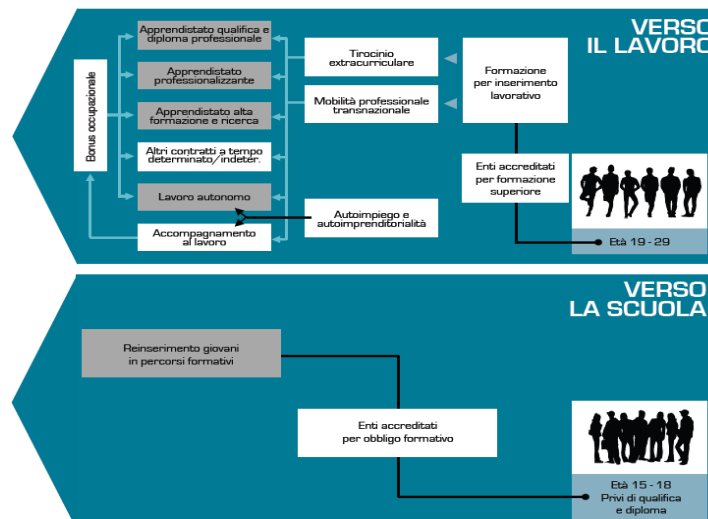 VERSO
IL LAVORO
Apprendistato qualifica e
diploma professionale
Apprendistato
professionalizzante
Apprendistato alta
formazione e ricerca
Altri contratti a tempo
determinato/indeter.
Lavoro autonomo
Accompagnamento
al lavoro
Bonus occupazionale
Tirocinio
extracurriculare
Mobilità professionale
transnazionale
Autoimpiego e
autoimprenditorialità
Formazione
per inserimento
lavorativo
Enti accreditati
per formazione
superiore
Età 19 - 29
VERSO
LA SCUOLA
Reinserimento giovani
in percorsi formativi
Enti accreditati
per obbligo formativo
Età 15 - 18
Privi di qualifica
e diploma